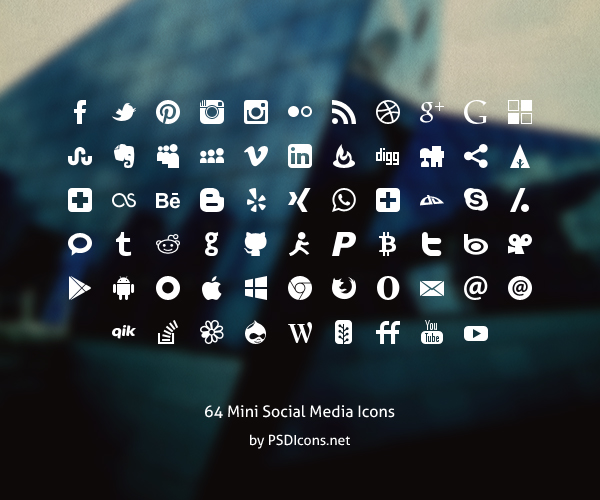 f g+ G
in digg
Bē
t g P B t b
@ @
qik W ff You
Tube
64 Mini Social Media Icons
by PSDIcons.net